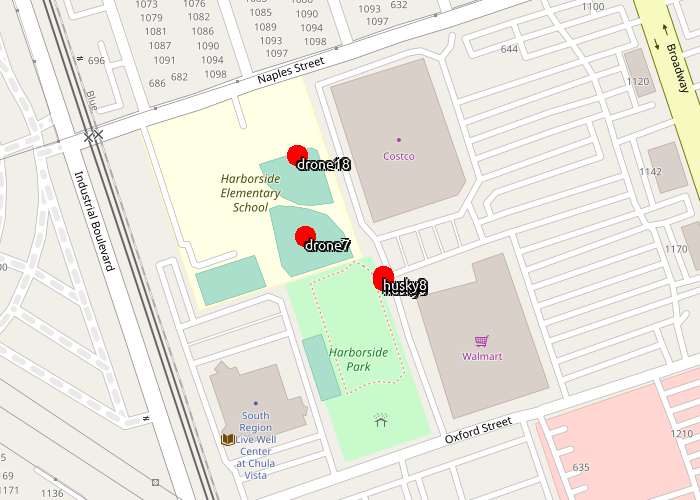 1073
1079
1081
1087
1091
1076
1082
1086
1090
1094
1098
1085
1089
1093
1097
1090
1094
1098
1093
1097
632
1100
696
686
682
644
Naples Street
Broadway
1120
1142
1170
Blue
Industrial Boulevard
Costco
drone18
Harborside
Elementary
School
drone7
husky8
Walmart
Harborside
Park
South
Region
Live Well
Center
at Chula
Vista
Oxford Street
635
1210
00
169
1171
1136